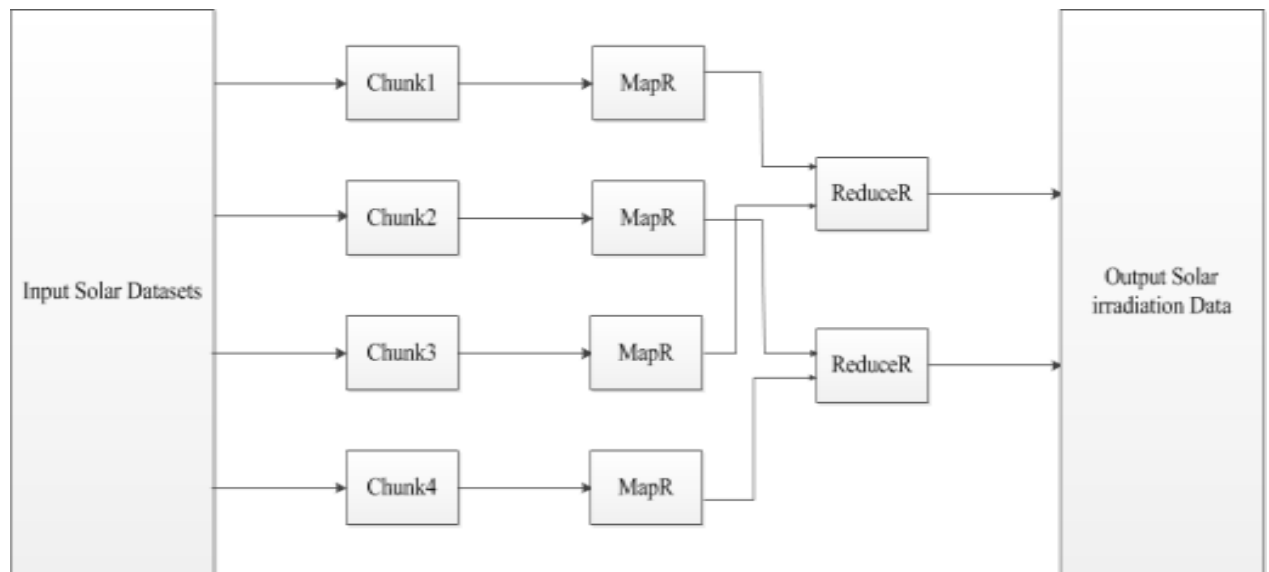 Input Solar Datasets
Chunk1
MapR
Chunk2
MapR
Chunk3
MapR
Chunk4
MapR
ReduceR
ReduceR
Output Solar
irradiation Data